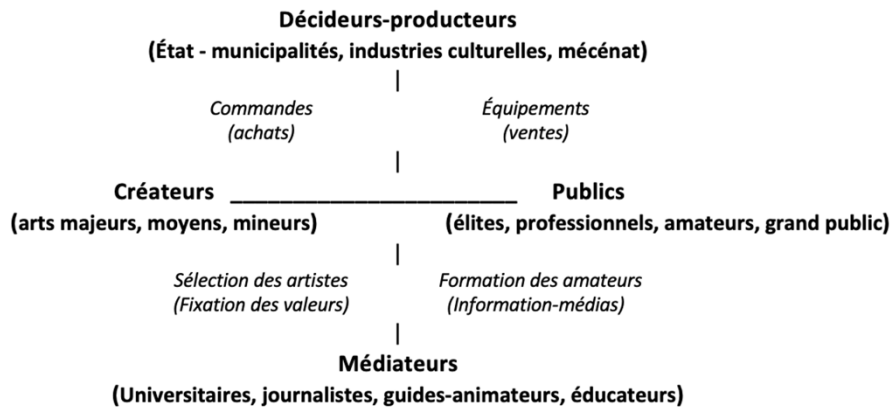 Décideurs-producteurs
(État - municipalités, industries culturelles, mécénat)
Commandes Équipements
(achats) (ventes)
Créateurs Publics
(arts majeurs, moyens, mineurs) (élites, professionnels, amateurs, grand public)
Sélection des artistes Formation des amateurs
(Fixation des valeurs) (Information-médias)
Médiateurs
(Universitaires, journalistes, guides-animateurs, éducateurs)